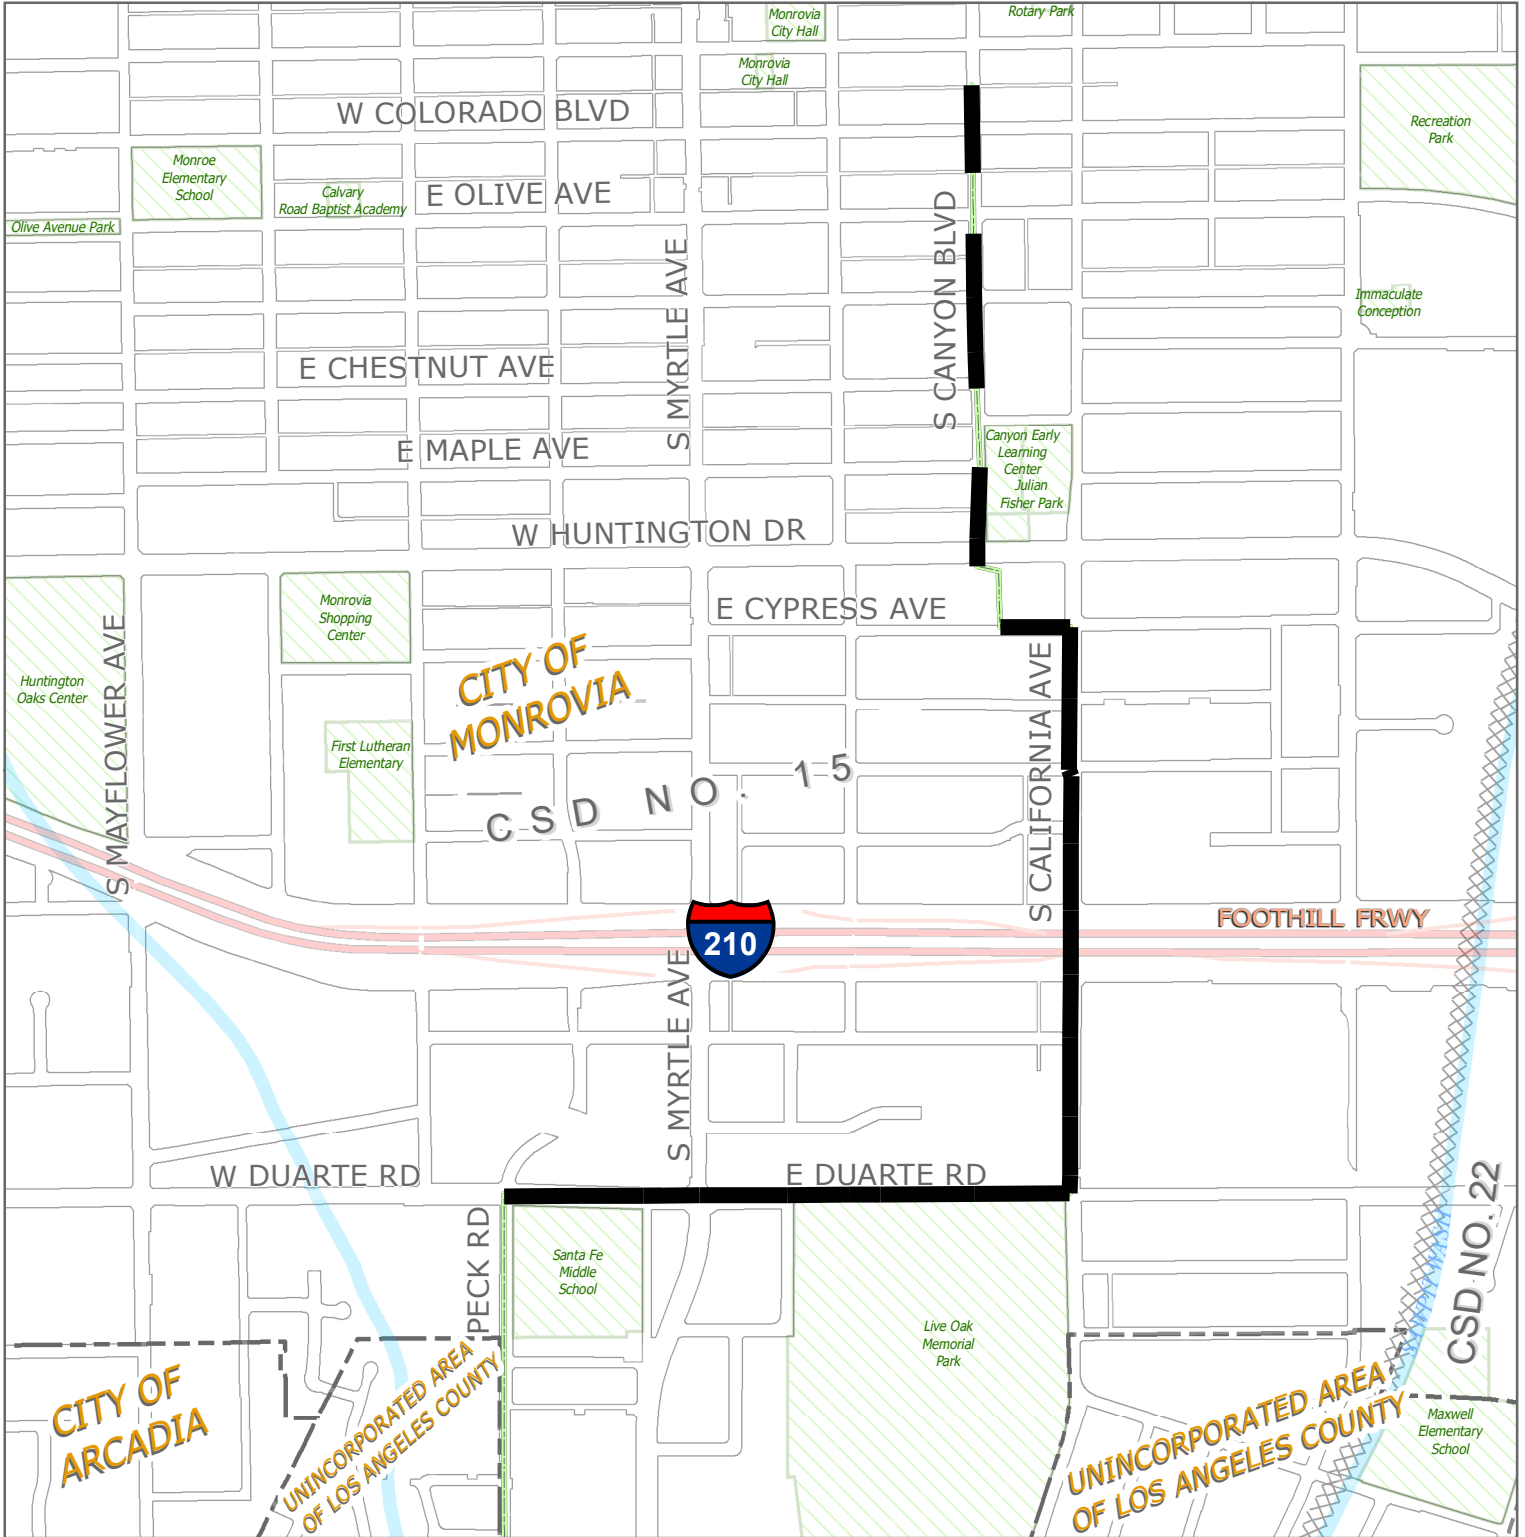 Monrovia
City Hall
Rotary Park
Monrovia
City Hall
W COLORADO BLVD
Recreation
Park
Monroe
Elementary
School
Calvary
Road Baptist Academy
E OLIVE AVE
Olive Avenue Park
S MYRTLE AVE
S CANYON BLVD
Immaculate
Conception
E CHESTNUT AVE
E MAPLE AVE
Canyon Early
Learning
Center
Julian
Fisher Park
W HUNTINGTON DR
E CYPRESS AVE
Monrovia
Shopping
Center
Huntington
Oaks Center
S MAYFLOWER AVE
CITY OF
MONROVIA
S CALIFORNIA AVE
First Lutheran
Elementary
CSD NO. 15
FOOTHILL FRWY
210
S MYRTLE AVE
W DUARTE RD
E DUARTE RD
PECK RD
Santa Fe
Middle
School
CSD NO. 22
Live Oak
Memorial
Park
CITY OF
ARCADIA
UNINCORPORATED AREA
OF LOS ANGELES COUNTY
UNINCORPORATED AREA
OF LOS ANGELES COUNTY
Maxwell
Elementary
School